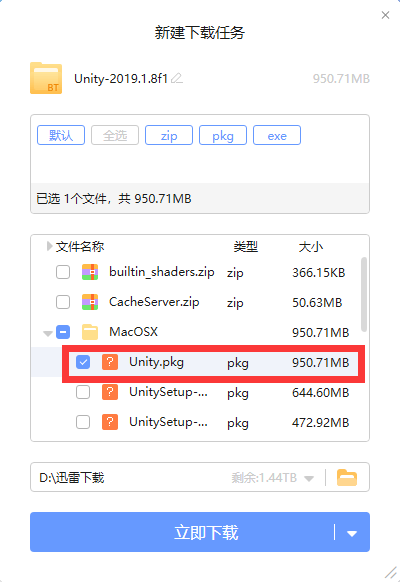 新建下载任务
BT Unity-2019.1.8f1 950.71MB
默认 全选 zip pkg exe
已选 1个文件，共 950.71MB
文件名称 类型 大小
builtin_shaders.zip zip 366.15KB
CacheServer.zip zip 50.63MB
MacOSX 950.71MB
Unity.pkg pkg 950.71MB
UnitySetup-... pkg 644.60MB
UnitySetup-... pkg 472.92MB
D:\迅雷下载 剩余:1.44TB
立即下载